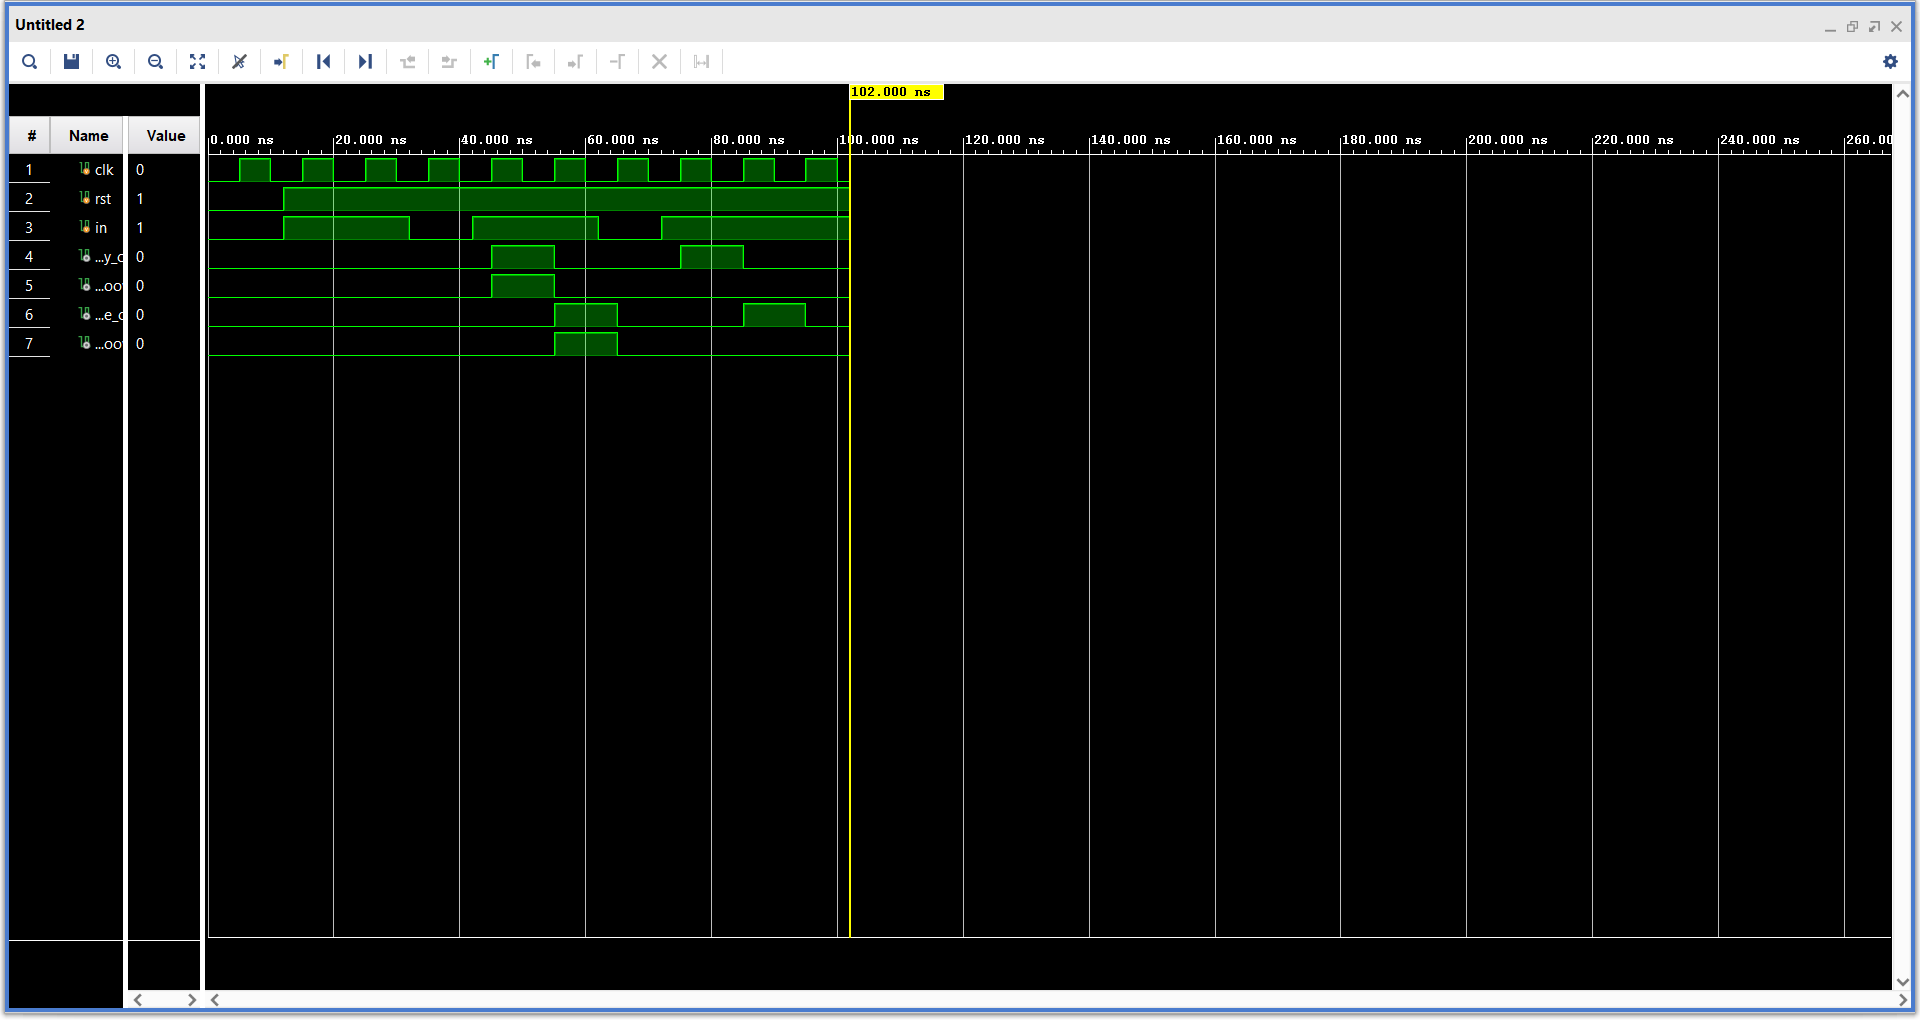 Untitled 2
102.000 ns
# Name Value
0.000 ns 20.000 ns 40.000 ns 60.000 ns 80.000 ns 100.000 ns 120.000 ns 140.000 ns 160.000 ns 180.000 ns 200.000 ns 220.000 ns 240.000 ns 260.00
1 clk 0
2 rst 1
3 in 1
4 ...y_o 0
5 ...oo 0
6 ...e_o 0
7 ...oo 0